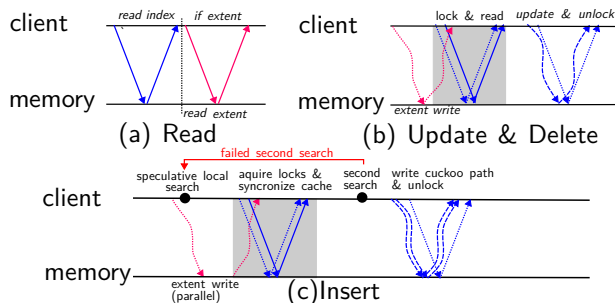 client
read index
if extent
memory
read extent
(a) Read
client
lock & read
update & unlock
memory
extent write
(b) Update & Delete
failed second search
speculative local
search
aquire locks &
syncronize cache
second
search
write cuckoo path
& unlock
client
memory
extent write
(parallel)
(c)Insert